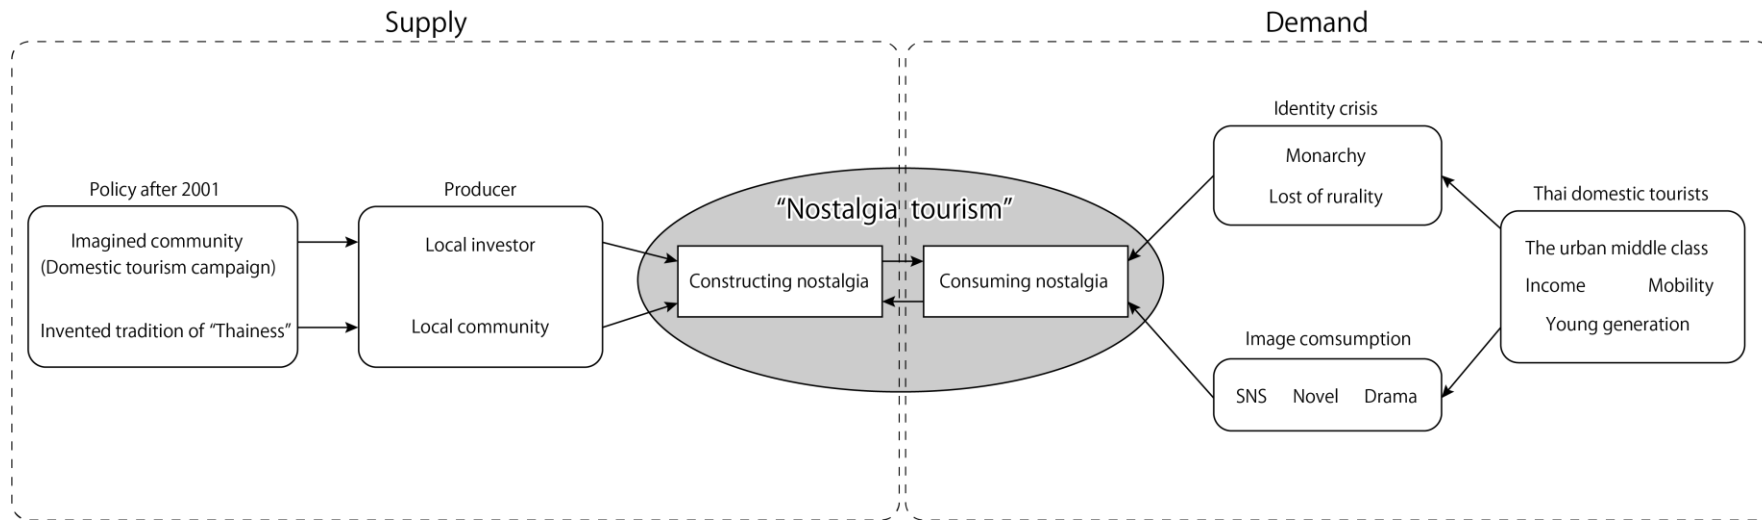 Supply
Demand
Policy after 2001
Imagined community
(Domestic tourism campaign)
Invented tradition of “Thainess”
Producer
Local investor
Local community
“Nostalgia tourism”
Constructing nostalgia
Consuming nostalgia
Identity crisis
Monarchy
Lost of rurality
Image comsumption
SNS Novel Drama
Thai domestic tourists
The urban middle class
Income Mobility
Young generation